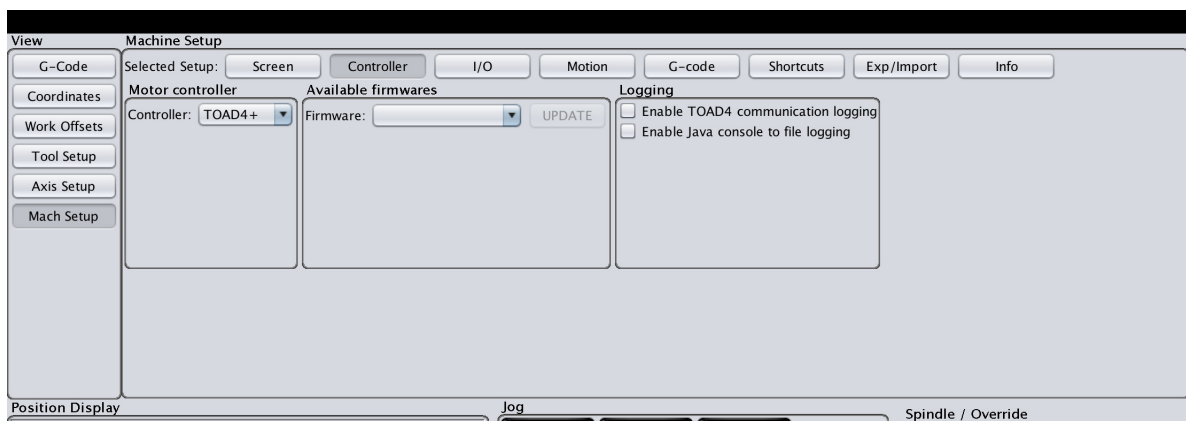 View
Machine Setup
G-Code
Selected Setup: Screen Controller I/O Motion G-code Shortcuts Exp/Import Info
Coordinates
Motor controller
Available firmwares
Logging
Controller: TOAD4+
Firmware:
UPDATE
Enable TOAD4 communication logging
Enable Java console to file logging
Work Offsets
Tool Setup
Axis Setup
Mach Setup
Position Display
Jog
Spindle / Override